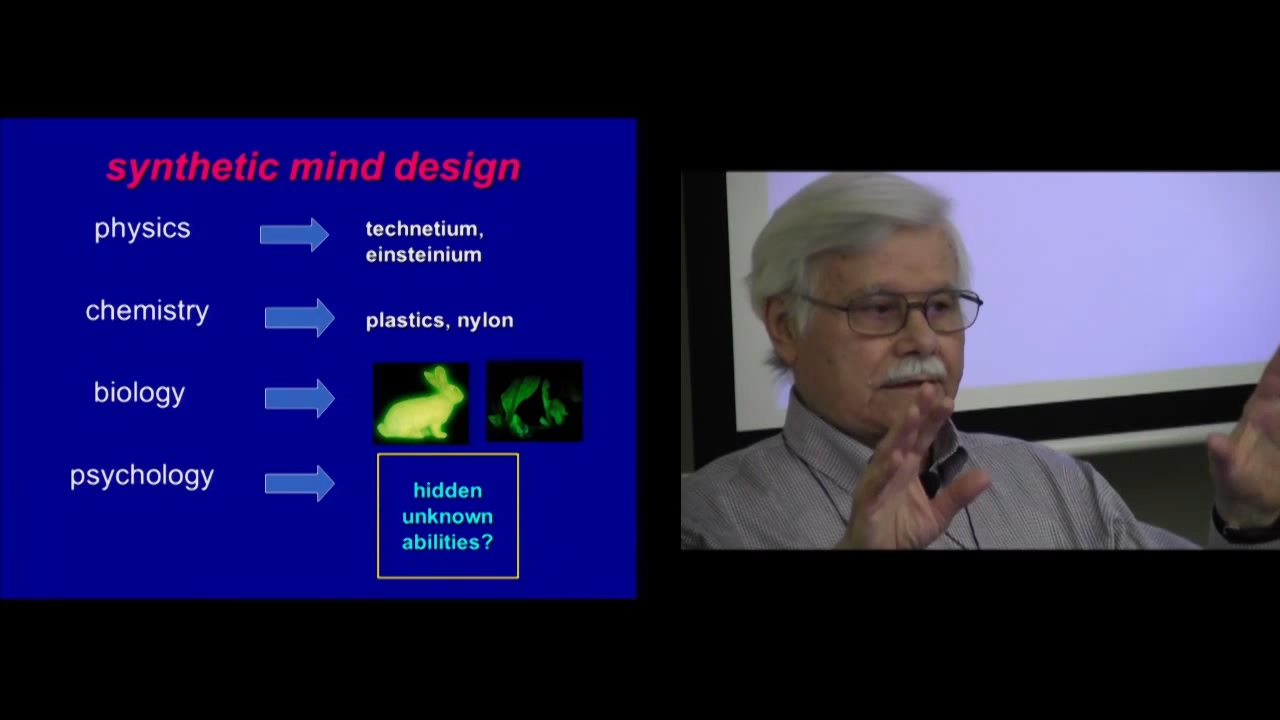 synthetic mind design
physics
technetium,
einsteinium
chemistry
plastics, nylon
biology
psychology
hidden
unknown
abilities?